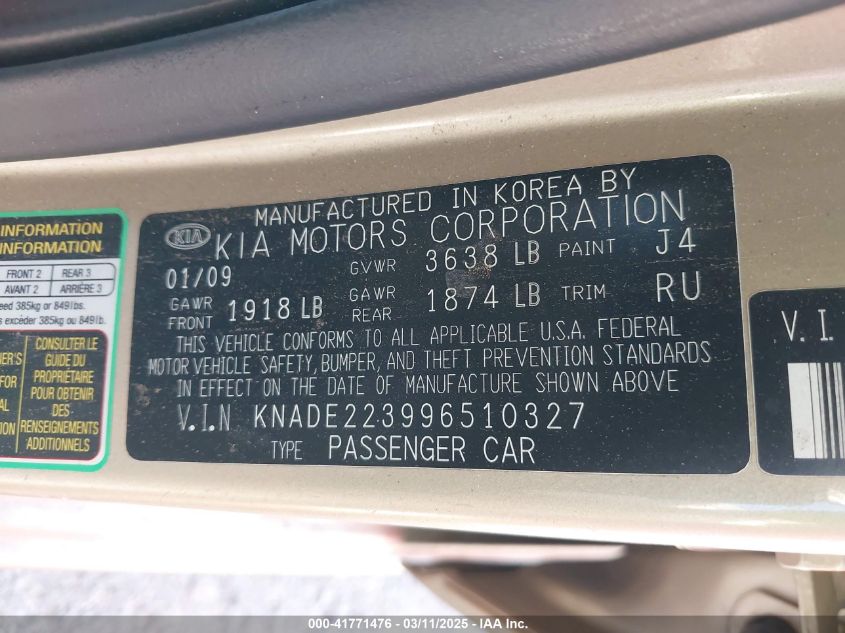 INFORMATION
INFORMATION
FRONT 2 REAR 3
AVANT 2 ARRIÈRE 3
eed 385kg or 849lbs.
s excéder 385kg ou 849lb.
CONSULTER LE
GUIDE DU
PROPRIÉTAIRE
POUR OBTENIR
DES
RENSEIGNEMENTS
ADDITIONNELS
NER'S
FOR
AL
ION
MANUFACTURED IN KOREA BY
KIA KIA MOTORS CORPORATION
01/09 GVWR 3638 LB PAINT J4
GAWR FRONT 1918 LB GAWR REAR 1874 LB TRIM RU
THIS VEHICLE CONFORMS TO ALL APPLICABLE U.S.A. FEDERAL
MOTOR VEHICLE SAFETY, BUMPER, AND THEFT PREVENTION STANDARDS
IN EFFECT ON THE DATE OF MANUFACTURE SHOWN ABOVE
V.I.N KNADE223996510327
TYPE PASSENGER CAR
V.I.
000-41771476 - 03/11/2025 - IAA Inc.